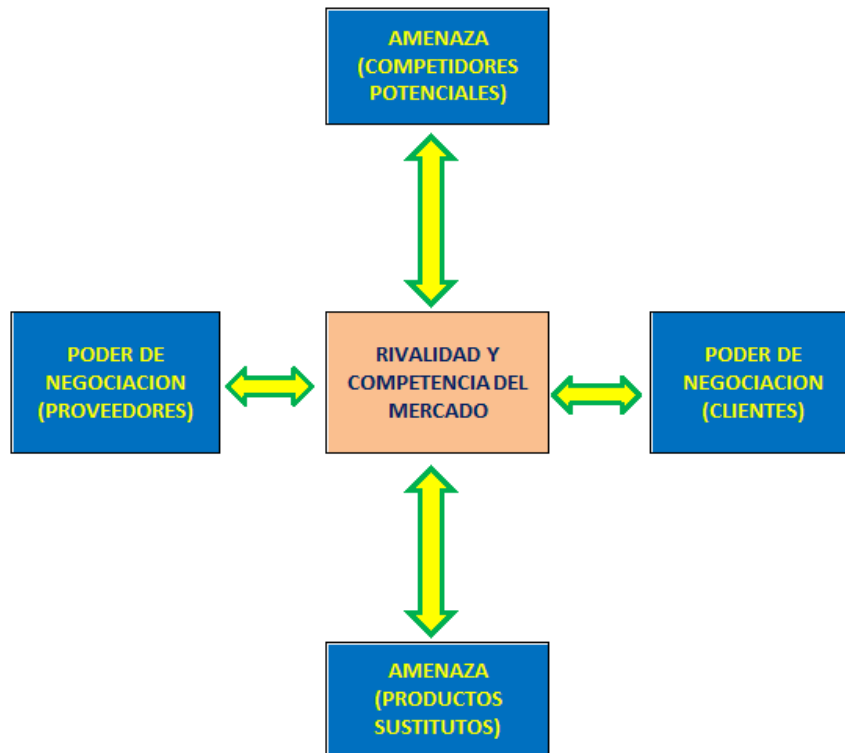 AMENAZA
(COMPETIDORES
POTENCIALES)
PODER DE
NEGOCIACION
(PROVEEDORES)
RIVALIDAD Y
COMPETENCIA DEL
MERCADO
PODER DE
NEGOCIACION
(CLIENTES)
AMENAZA
(PRODUCTOS
SUSTITUTOS)